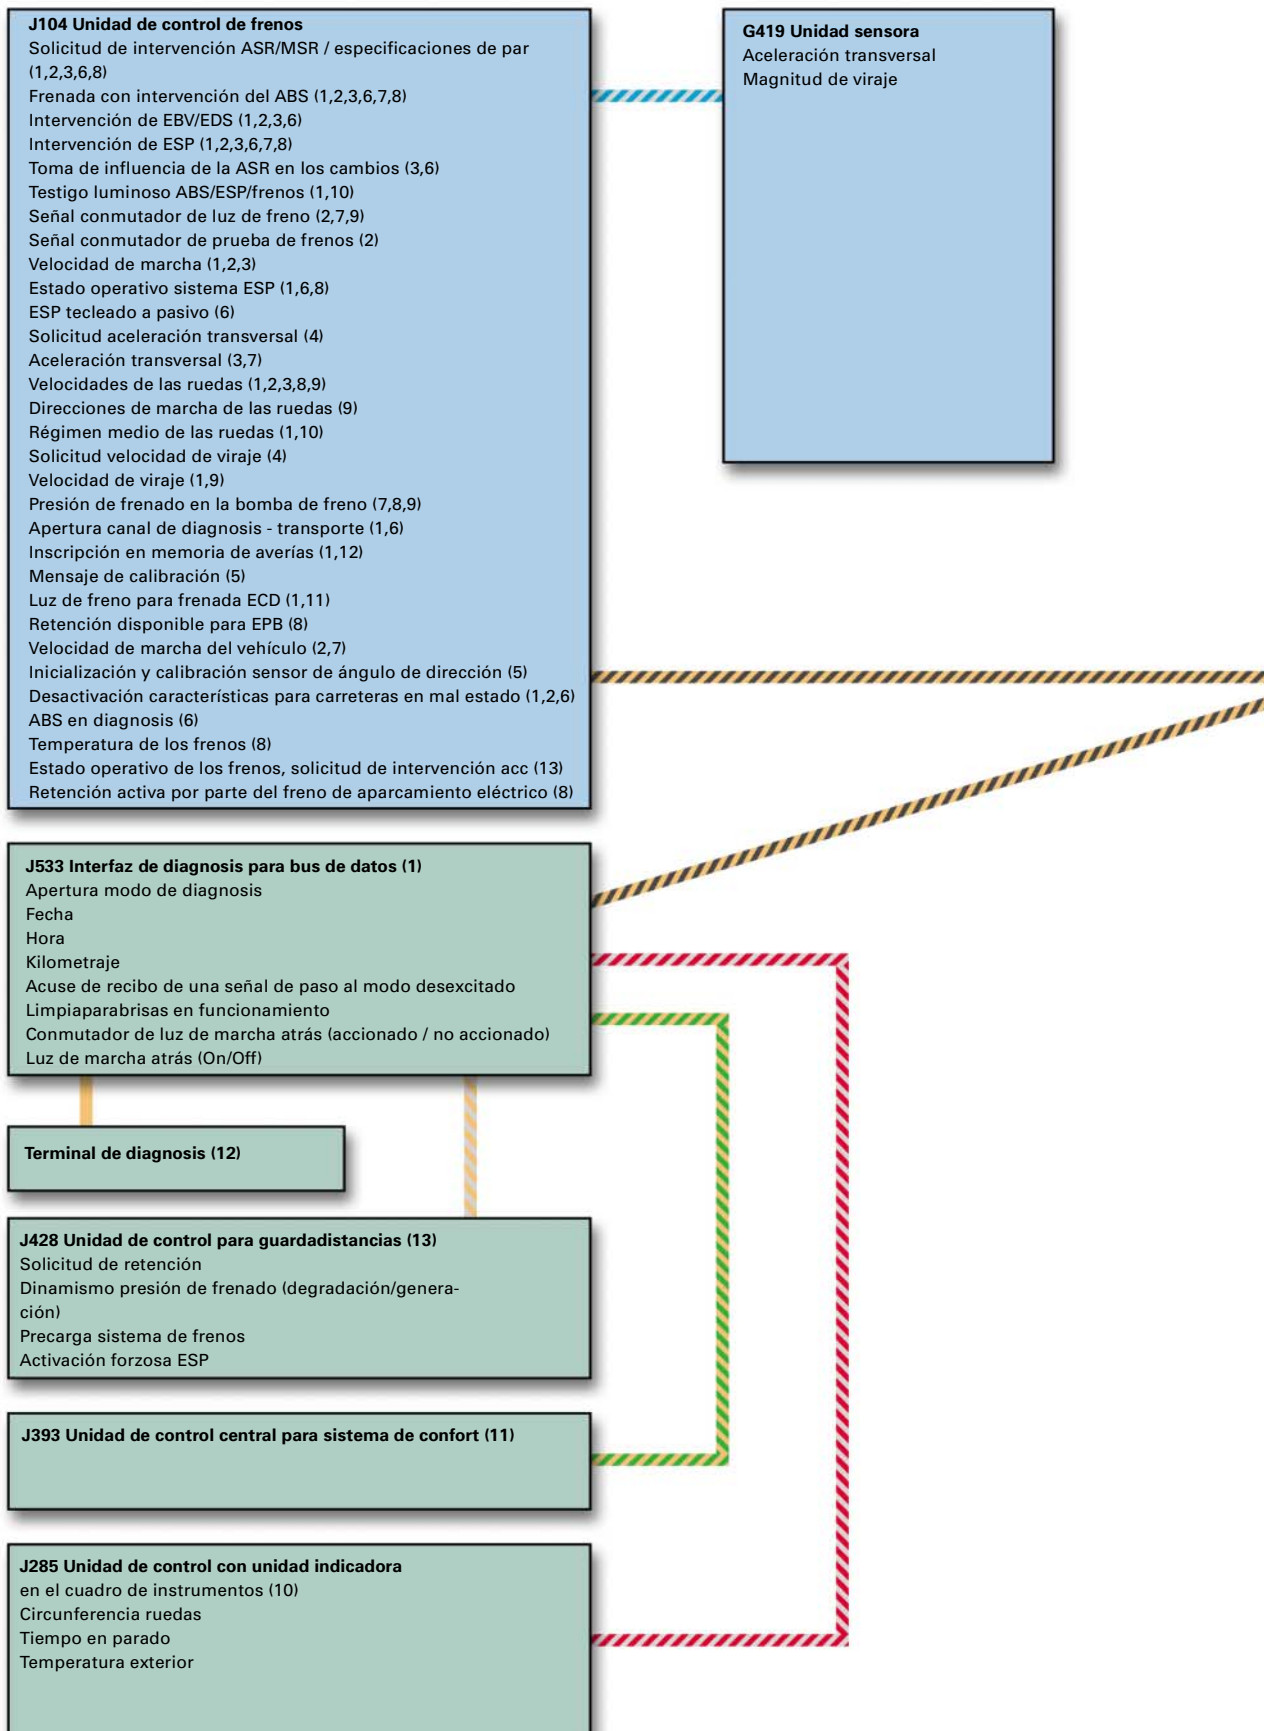 J104 Unidad de control de frenos
Solicitud de intervención ASR/MSR / especificaciones de par
(1,2,3,6,8)
Frenada con intervención del ABS (1,2,3,6,7,8)
Intervención de EBV/EDS (1,2,3,6)
Intervención de ESP (1,2,3,6,7,8)
Toma de influencia de la ASR en los cambios (3,6)
Testigo luminoso ABS/ESP/frenos (1,10)
Señal conmutador de luz de freno (2,7,9)
Señal conmutador de prueba de frenos (2)
Velocidad de marcha (1,2,3)
Estado operativo sistema ESP (1,6,8)
ESP tecleado a pasivo (6)
Solicitud aceleración transversal (4)
Aceleración transversal (3,7)
Velocidades de las ruedas (1,2,3,8,9)
Direcciones de marcha de las ruedas (9)
Régimen medio de las ruedas (1,10)
Solicitud velocidad de viraje (4)
Velocidad de viraje (1,9)
Presión de frenado en la bomba de freno (7,8,9)
Apertura canal de diagnosis - transporte (1,6)
Inscripción en memoria de averías (1,12)
Mensaje de calibración (5)
Luz de freno para frenada ECD (1,11)
Retención disponible para EPB (8)
Velocidad de marcha del vehículo (2,7)
Inicialización y calibración sensor de ángulo de dirección (5)
Desactivación características para carreteras en mal estado (1,2,6)
ABS en diagnosis (6)
Temperatura de los frenos (8)
Estado operativo de los frenos, solicitud de intervención acc (13)
Retención activa por parte del freno de aparcamiento eléctrico (8)
G419 Unidad sensora
Aceleración transversal
Magnitud de viraje
J533 Interfaz de diagnosis para bus de datos (1)
Apertura modo de diagnosis
Fecha
Hora
Kilometraje
Acuse de recibo de una señal de paso al modo desexcitado
Limpiaparabrisas en funcionamiento
Conmutador de luz de marcha atrás (accionado / no accionado)
Luz de marcha atrás (On/Off)
Terminal de diagnosis (12)
J428 Unidad de control para guardadistancias (13)
Solicitud de retención
Dinamismo presión de frenado (degradación/genera-
ción)
Precarga sistema de frenos
Activación forzosa ESP
J393 Unidad de control central para sistema de confort (11)
J285 Unidad de control con unidad indicadora
en el cuadro de instrumentos (10)
Circunferencia ruedas
Tiempo en parado
Temperatura exterior